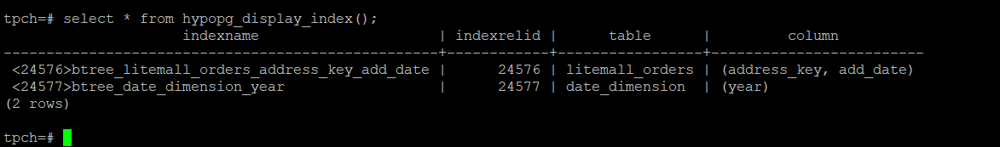 tpch=# select * from hypopg_display_index();
                     indexname                     | indexrelid |      table      |         column
---------------------------------------------------+------------+-----------------+-------------------------
 <24576>btree_litemall_orders_address_key_add_date |      24576 | litemall_orders | (address_key, add_date)
 <24577>btree_date_dimension_year                  |      24577 | date_dimension  | (year)
(2 rows)
tpch=#